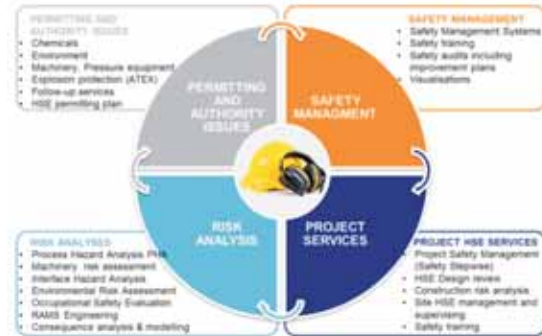 PERMITTING AND
AUTHORITY ISSUES
• Chemicals
• Environment
• Machinery, Pressure equipment
• Explosion protection (ATEX)
• Follow-up services
• HSE permitting plan
SAFETY MANAGEMENT
• Safety Management Systems
• Safety training
• Safety audits including
improvement plans
• Visualisations
PERMITTING
AND
AUTHORITY
ISSUES
SAFETY
MANAGMENT
RISK
ANALYSIS
PROJECT
SERVICES
RISK ANALYSES
• Process Hazard Analysis PHA
• Machinery risk assessment
• Interface Hazard Analysis
• Environmental Risk Assessment
• Occupational Safety Evaluation
• RAMS Engineering
• Consequence analysis & modelling
PROJECT HSE SERVICES
• Project Safety Management
(Safety Stepwise)
• HSE Design review
• Construction risk analysis
• Site HSE management and
supervising
• Safety training